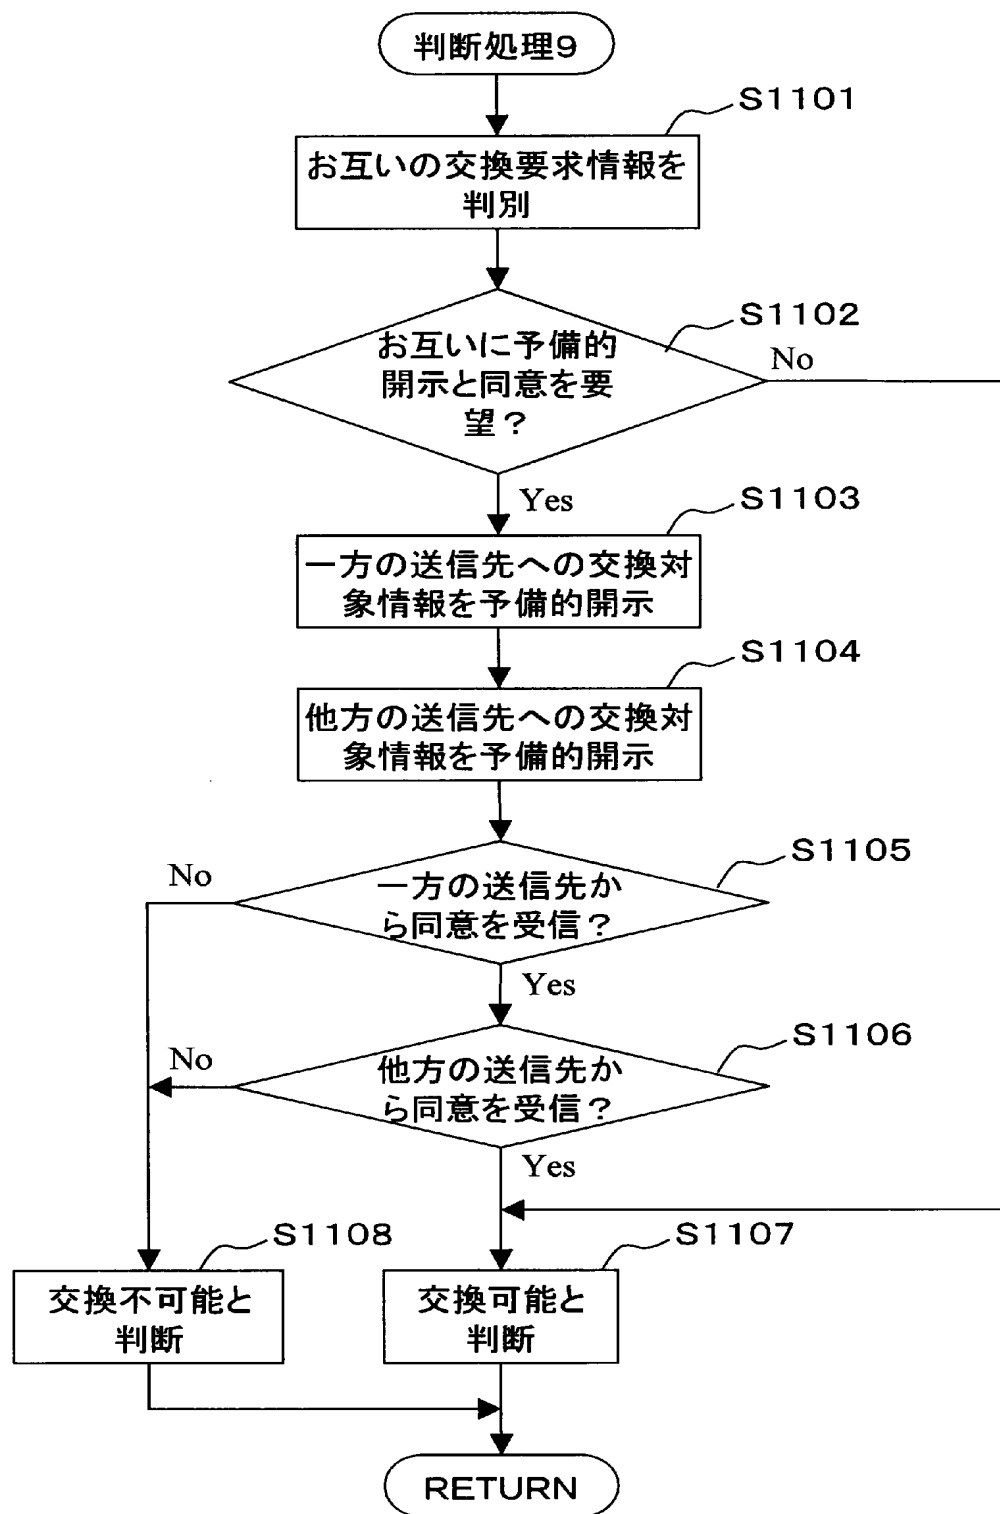 判断処理9
S1101
お互いの交換要求情報を
判別
S1102
お互いに予備的
開示と同意を要
望？
No
Yes
S1103
一方の送信先への交換対
象情報を予備的開示
S1104
他方の送信先への交換対
象情報を予備的開示
S1105
一方の送信先か
ら同意を受信？
No
Yes
S1106
他方の送信先か
ら同意を受信？
No
Yes
S1108
交換不可能と
判断
S1107
交換可能と
判断
RETURN